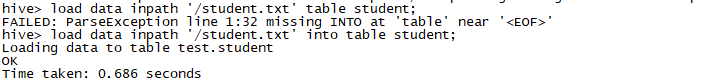 hive> load data inpath '/student.txt' table student;
FAILED: ParseException line 1:32 missing INTO at 'table' near '<EOF>'
hive> load data inpath '/student.txt' into table student;
Loading data to table test.student
OK
Time taken: 0.686 seconds